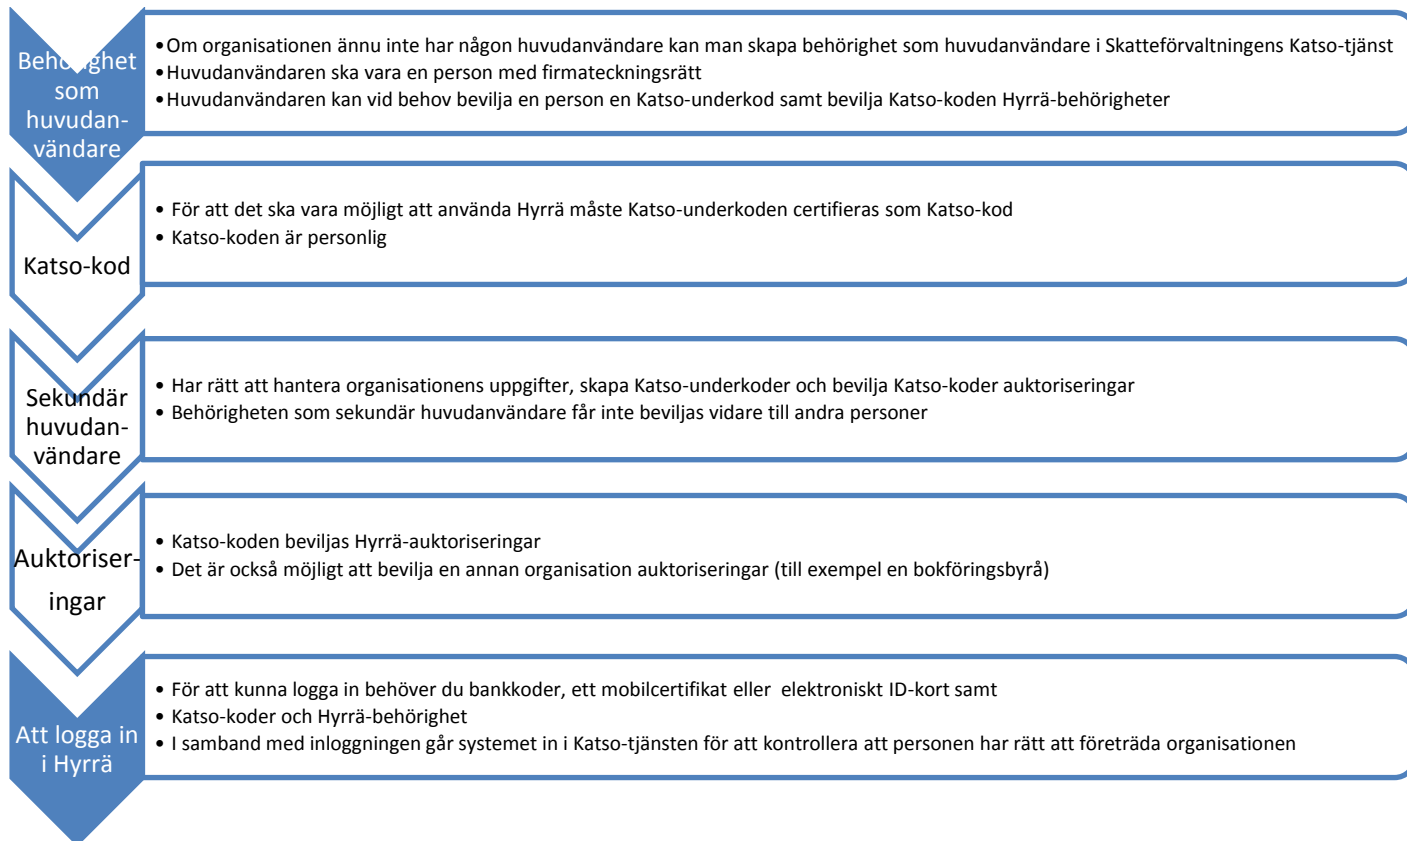 Behörighet
som
huvudan-
vändare
•Om organisationen ännu inte har någon huvudanvändare kan man skapa behörighet som huvudanvändare i Skatteförvaltningens Katso-tjänst
•Huvudanvändaren ska vara en person med firmateckningsrätt
•Huvudanvändaren kan vid behov bevilja en person en Katso-underkod samt bevilja Katso-koden Hyrrä-behörigheter
Katso-kod
• För att det ska vara möjligt att använda Hyrrä måste Katso-underkoden certifieras som Katso-kod
• Katso-koden är personlig
Sekundär
huvudan-
vändare
• Har rätt att hantera organisationens uppgifter, skapa Katso-underkoder och bevilja Katso-koder auktoriseringar
• Behörigheten som sekundär huvudanvändare får inte beviljas vidare till andra personer
Auktoriser-
ingar
• Katso-koden beviljas Hyrrä-auktoriseringar
• Det är också möjligt att bevilja en annan organisation auktoriseringar (till exempel en bokföringsbyrå)
Att logga in
i Hyrrä
• För att kunna logga in behöver du bankkoder, ett mobilcertifikat eller elektroniskt ID-kort samt
• Katso-koder och Hyrrä-behörighet
• I samband med inloggningen går systemet in i Katso-tjänsten för att kontrollera att personen har rätt att företräda organisationen